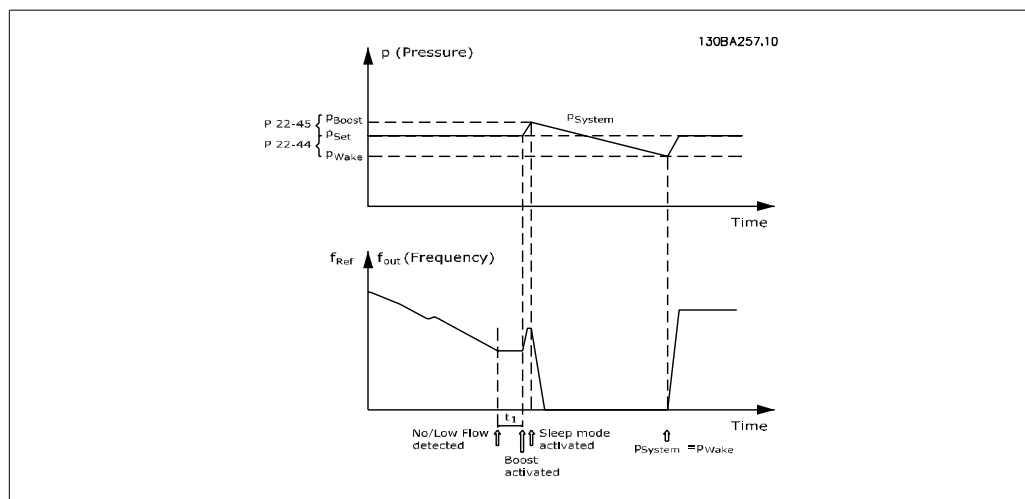 130BA257.10
p (Pressure)
P 22-45 { pBoost
pSystem
pSet
P 22-44 {
pWake
Time
fRef fout (Frequency)
t1
Time
No/Low Flow
detected
Sleep mode
activated
Boost
activated
pSystem =pWake